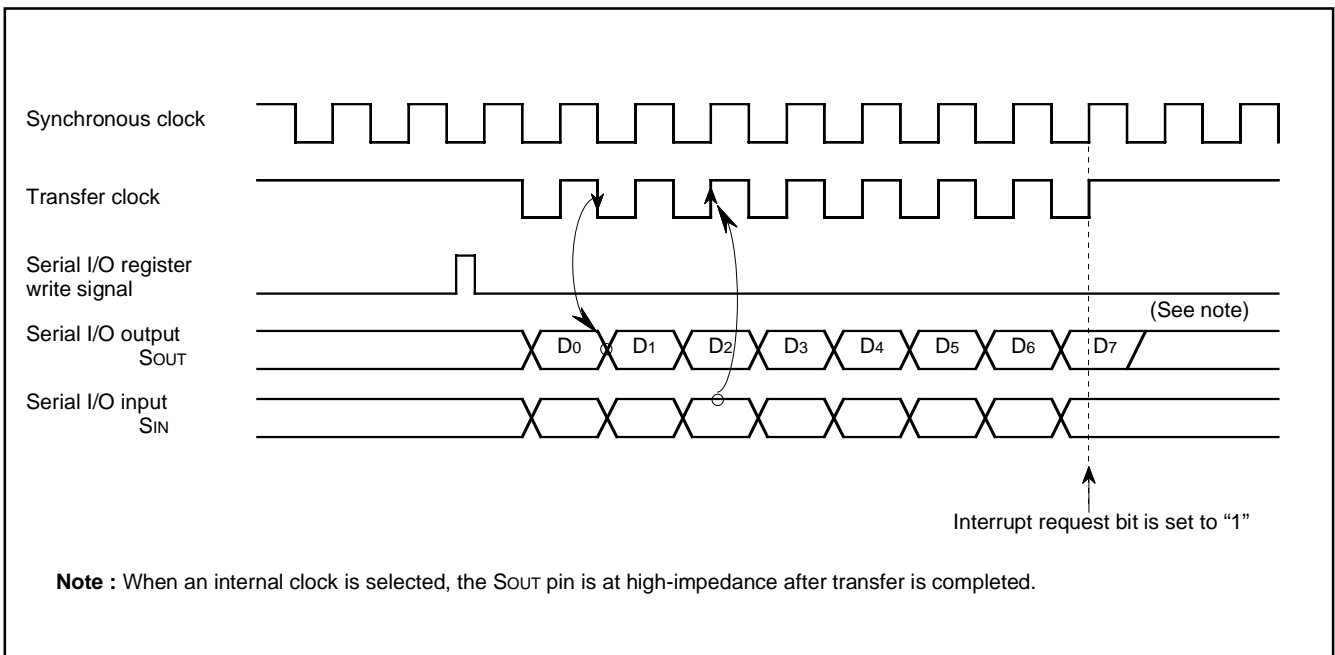 Synchronous clock
Transfer clock
Serial I/O register
write signal
(See note)
Serial I/O output
SOUT
D0 D1 D2 D3 D4 D5 D6 D7
Serial I/O input
SIN
Interrupt request bit is set to “1”
Note : When an internal clock is selected, the SOUT pin is at high-impedance after transfer is completed.